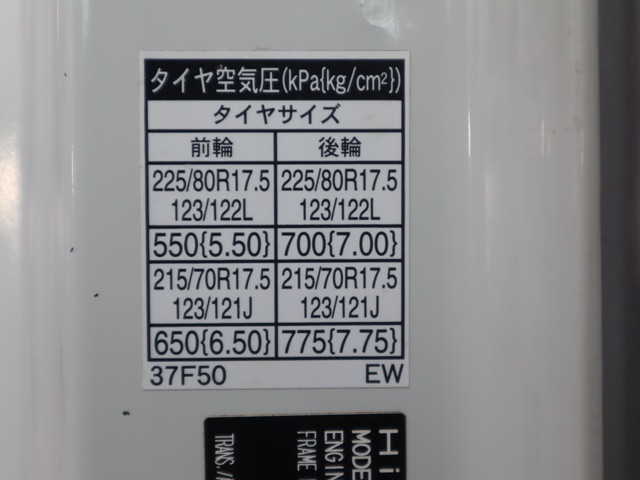 タイヤ空気圧(kPa{kg/cm²})
タイヤサイズ
前輪 後輪
225/80R17.5 225/80R17.5
123/122L 123/122L
550{5.50} 700{7.00}
215/70R17.5 215/70R17.5
123/121J 123/121J
650{6.50} 775{7.75}
37F50 EW
Hi
MODE
ENGIN
FRAME
TRANS./